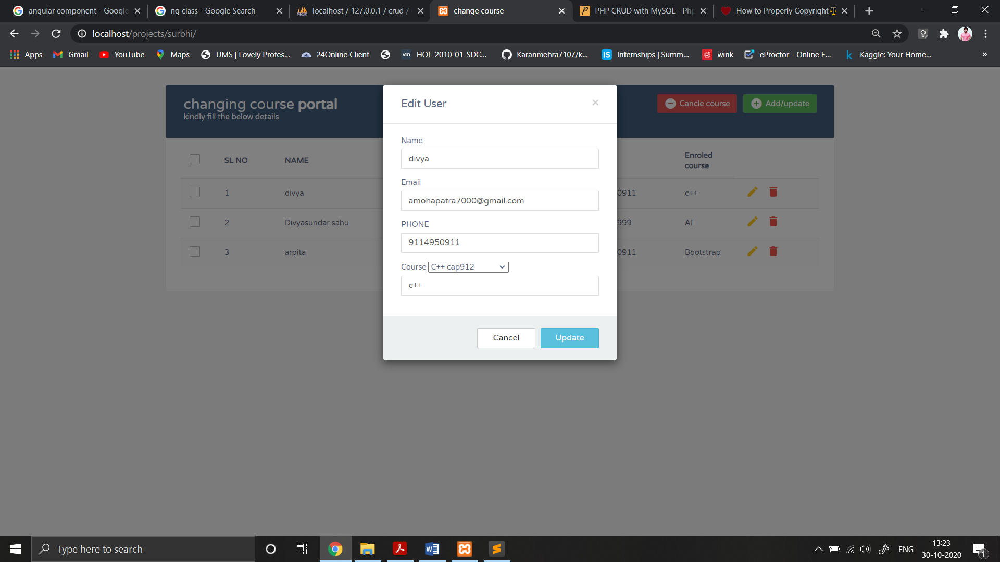 angular component - Google
ng class - Google Search
localhost / 127.0.0.1 / crud /
change course
PHP CRUD with MySQL - Php
How to Properly Copyright
localhost/projects/surbhi/
Apps
Gmail
YouTube
Maps
UMS | Lovely Profes...
24Online Client
vm
HOL-2010-01-SDC...
Karanmehra7107/k...
IS
Internships | Summ...
wink
eProctor - Online E...
k
Kaggle: Your Home...
»
changing course portal
kindly fill the below details
Cancle course
Add/update
SL NO
NAME
Enroled
course
1
divya
0911
c++
2
Divyasundar sahu
999
AI
3
arpita
0911
Bootstrap
Edit User
×
Name
divya
Email
amohapatra7000@gmail.com
PHONE
9114950911
Course C++ cap912
c++
Cancel
Update
Type here to search
ENG
13:23
30-10-2020
1